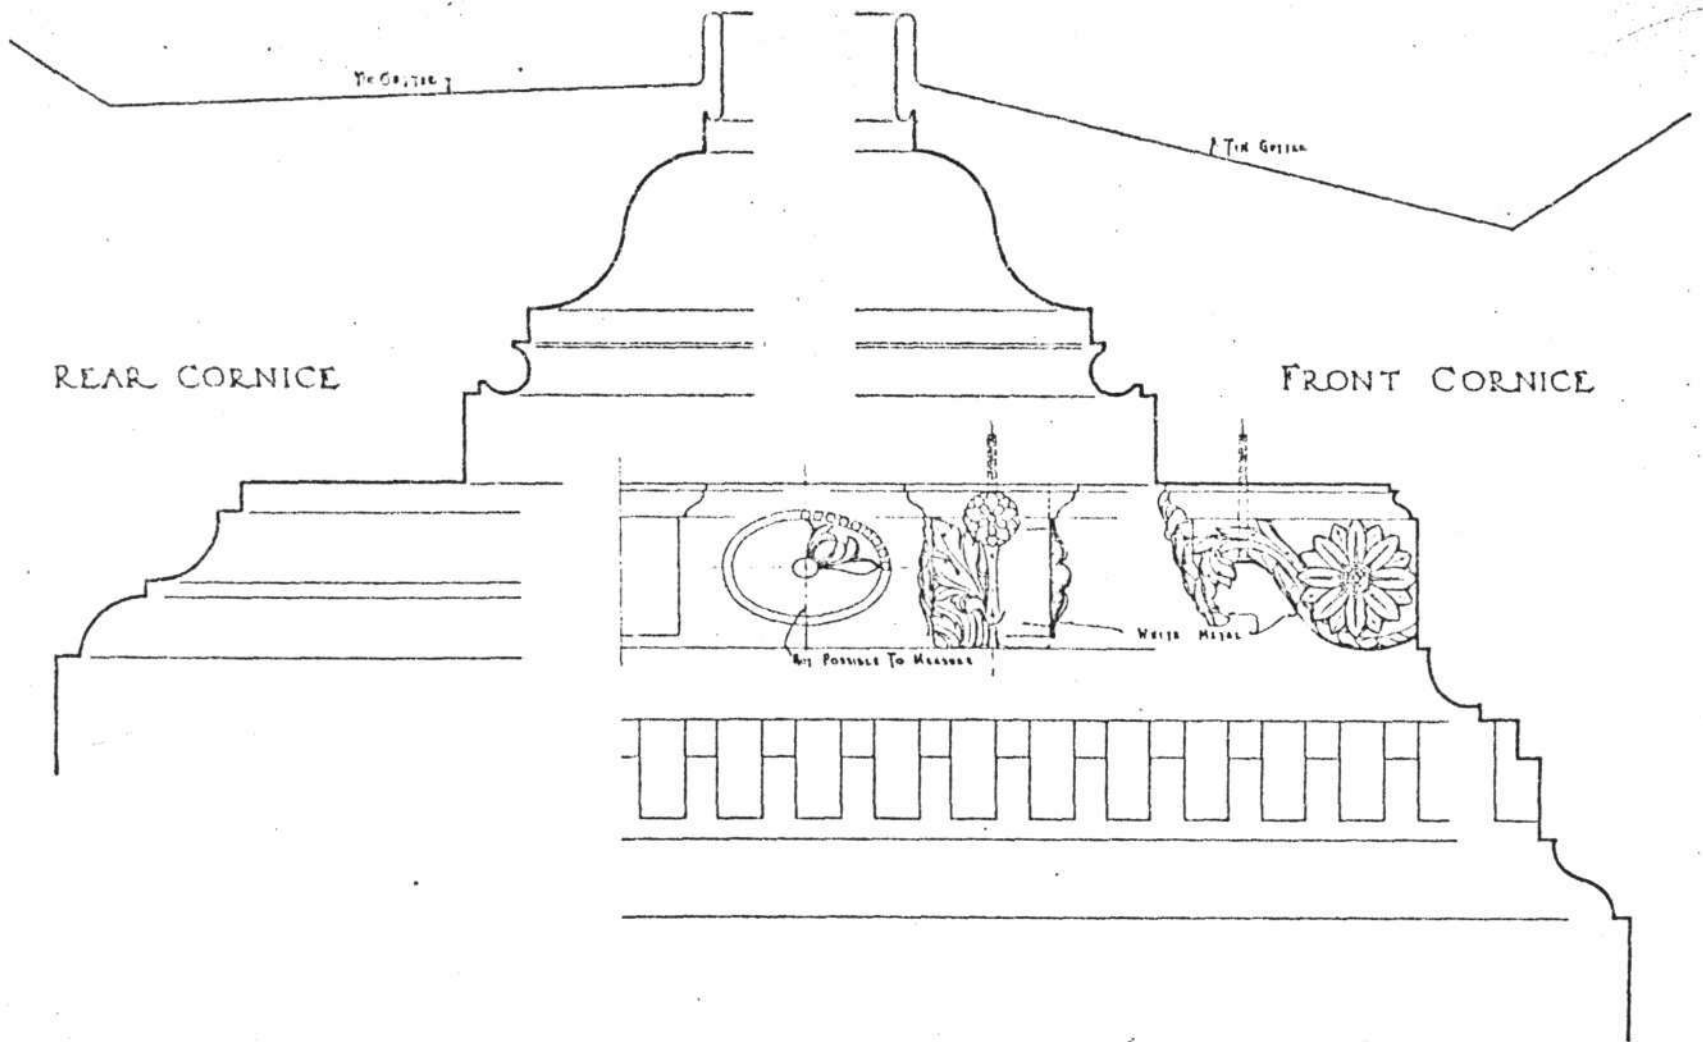 Tin Gutter
Tin Gutter
REAR CORNICE
FRONT CORNICE
White Metal
Not Possible To Measure